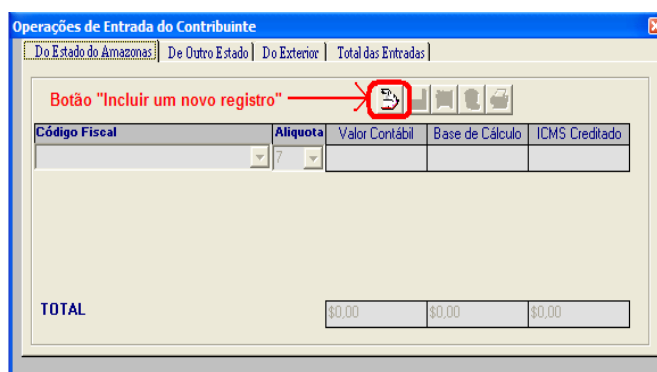 Operações de Entrada do Contribuinte
Do Estado do Amazonas De Outro Estado Do Exterior Total das Entradas
Botão "Incluir um novo registro"
Código Fiscal Aliquota Valor Contábil Base de Cálculo ICMS Creditado
7
TOTAL $0,00 $0,00 $0,00